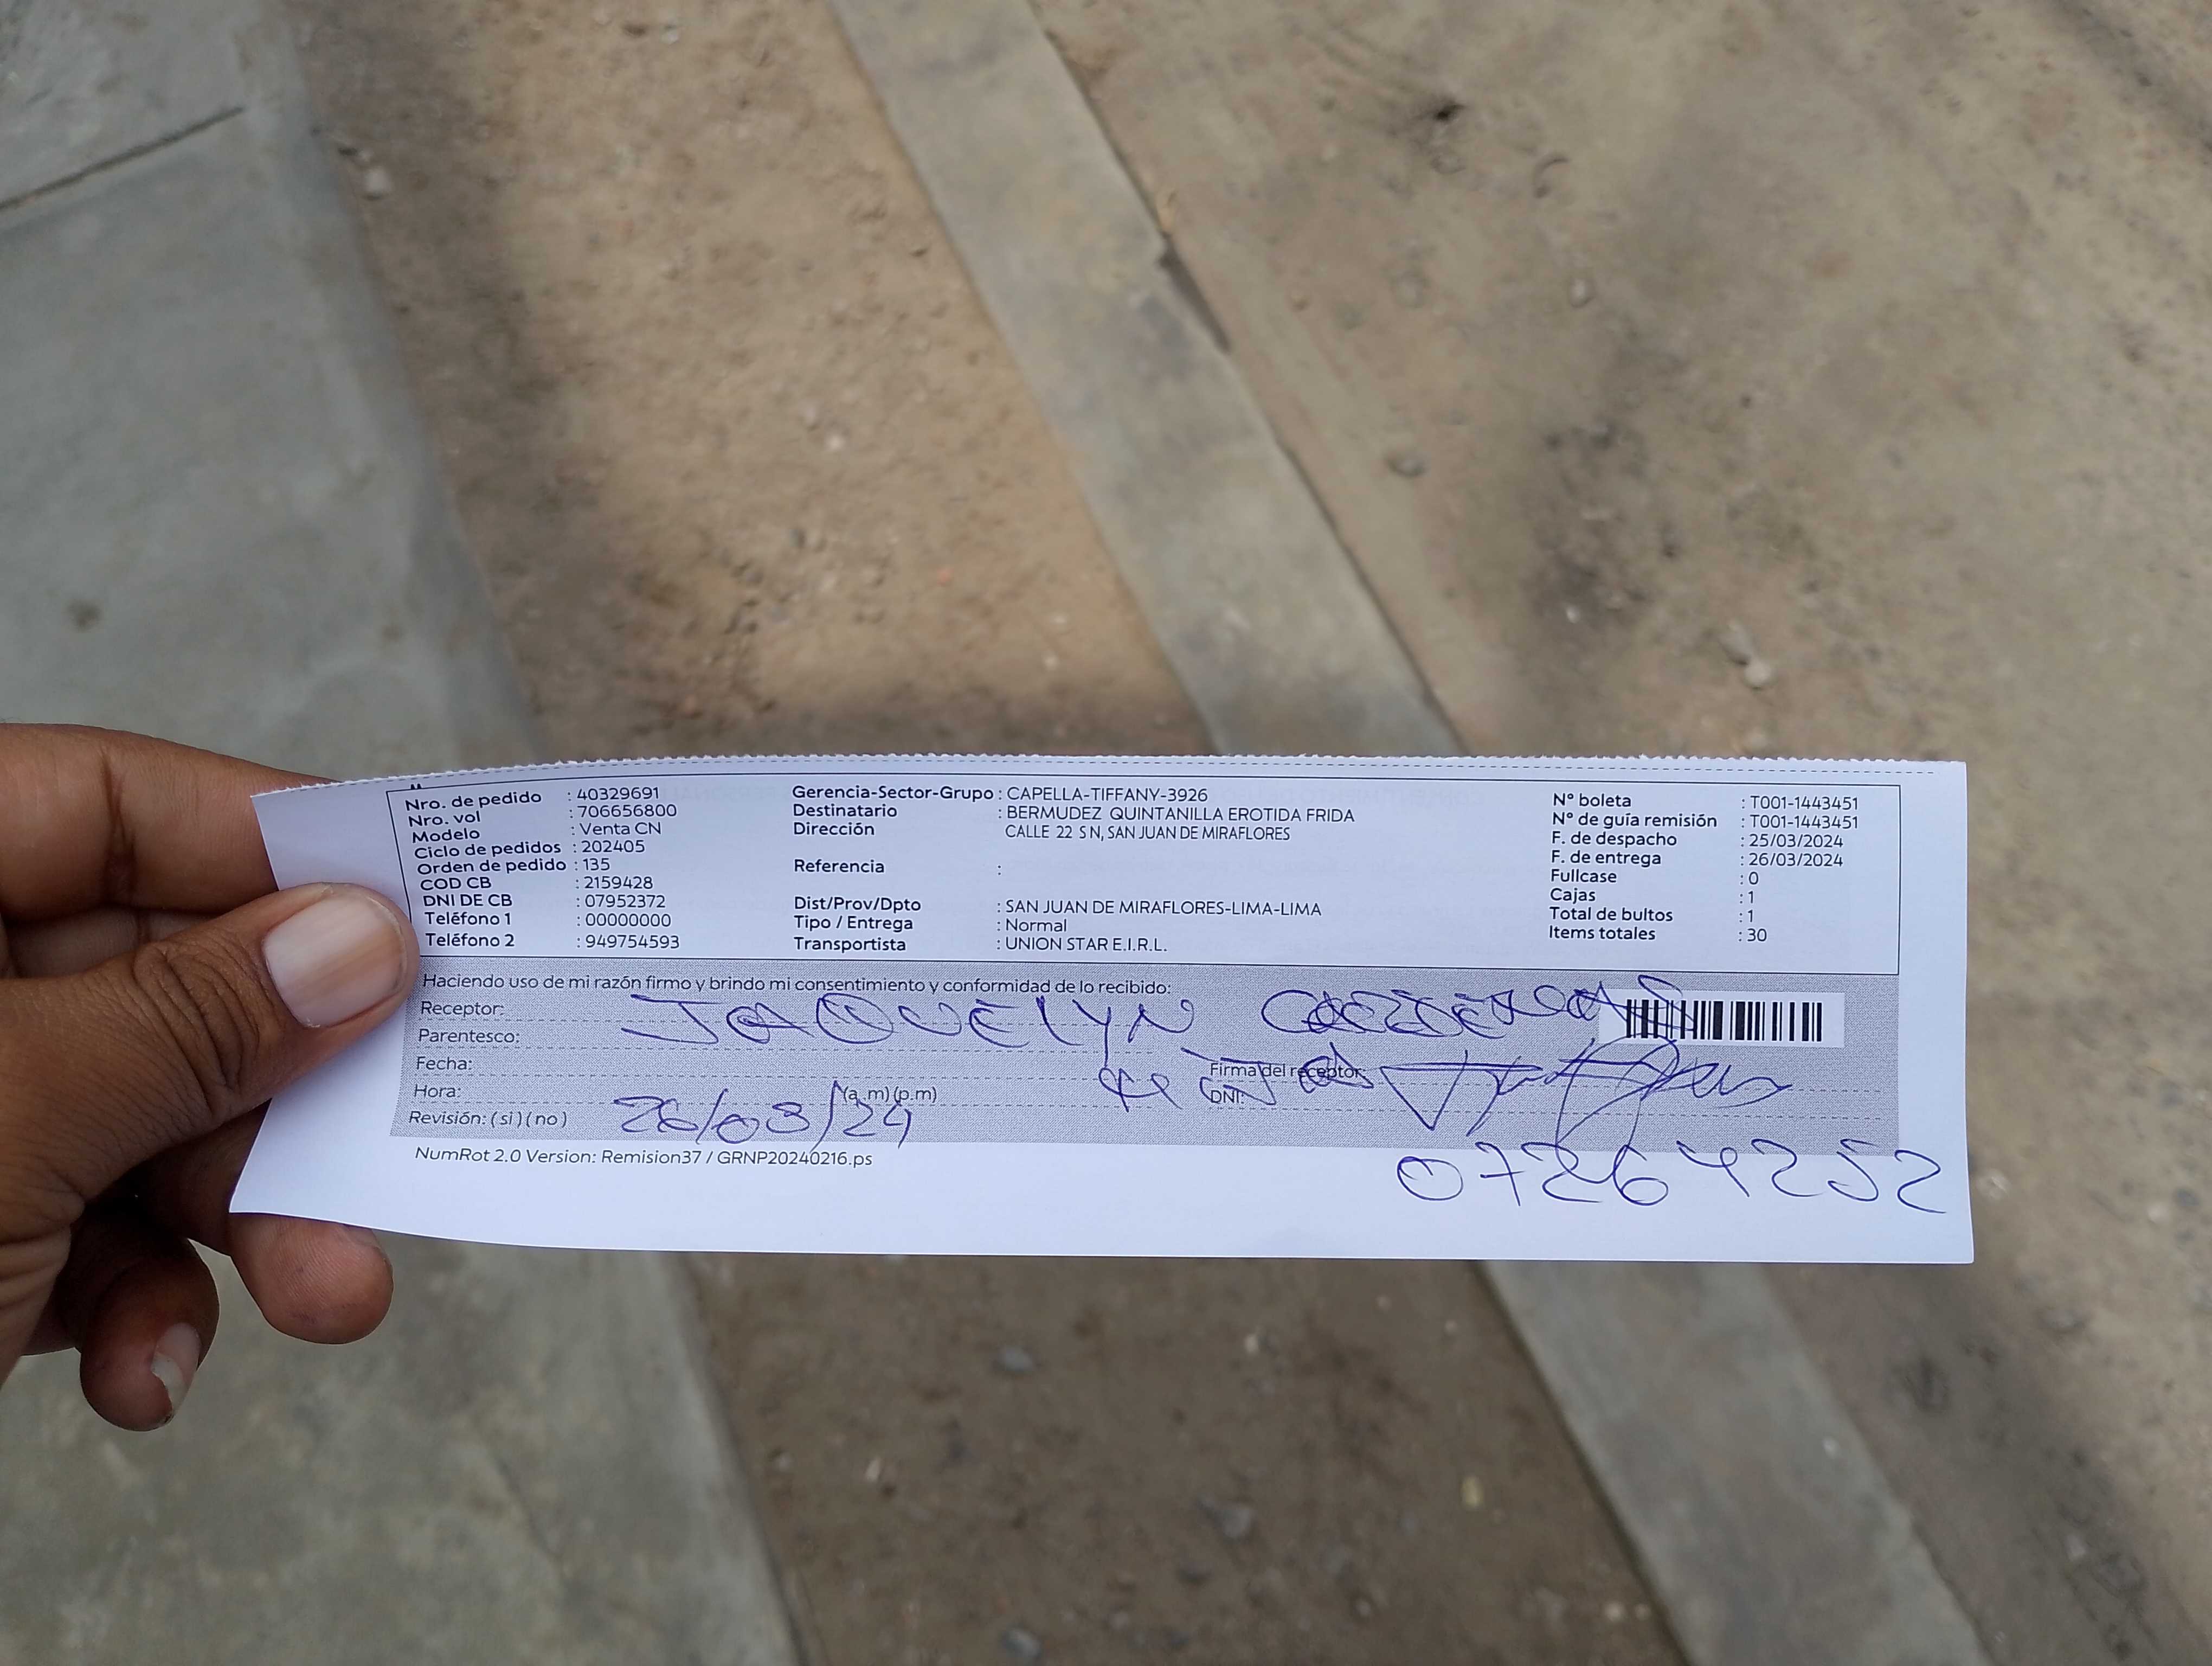 Nro. de pedido : 40329691
Nro. vol : 706656800
Modelo : Venta CN
Ciclo de pedidos : 202405
Orden de pedido : 135
COD CB : 2159428
DNI DE CB : 07952372
Teléfono 1 : 00000000
Teléfono 2 : 949754593
Gerencia-Sector-Grupo : CAPELLA-TIFFANY-3926
Destinatario : BERMUDEZ QUINTANILLA EROTIDA FRIDA
Dirección CALLE 22 S N, SAN JUAN DE MIRAFLORES
Referencia :
Dist/Prov/Dpto : SAN JUAN DE MIRAFLORES-LIMA-LIMA
Tipo / Entrega : Normal
Transportista : UNION STAR E.I.R.L.
N° boleta : T001-1443451
N° de guía remisión : T001-1443451
F. de despacho : 25/03/2024
F. de entrega : 26/03/2024
Fullcase : 0
Cajas : 1
Total de bultos : 1
Items totales : 30
Haciendo uso de mi razón firmo y brindo mi consentimiento y conformidad de lo recibido:
Receptor: JAQUELYN CARDENAS
Parentesco:
Fecha:
Hora: (a. m) (p.m)
Revisión: ( si ) ( no ) 26/03/24
Firma del receptor:
DNI:
07264252
NumRot 2.0 Version: Remision37 / GRNP20240216.ps